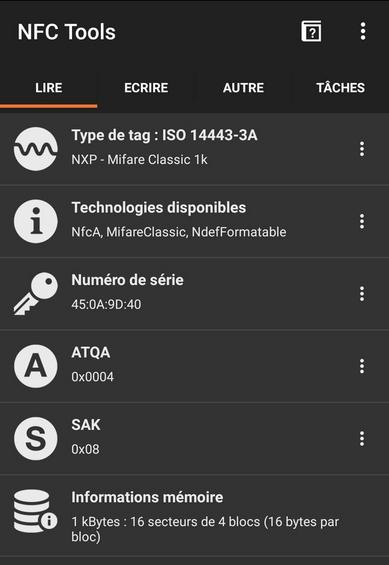 NFC Tools
LIRE ECRIRE AUTRE TÂCHES
Type de tag : ISO 14443-3A
NXP - Mifare Classic 1k
Technologies disponibles
NfcA, MifareClassic, NdefFormatable
Numéro de série
45:0A:9D:40
A
ATQA
0x0004
S
SAK
0x08
Informations mémoire
1 kBytes : 16 secteurs de 4 blocs (16 bytes par
bloc)